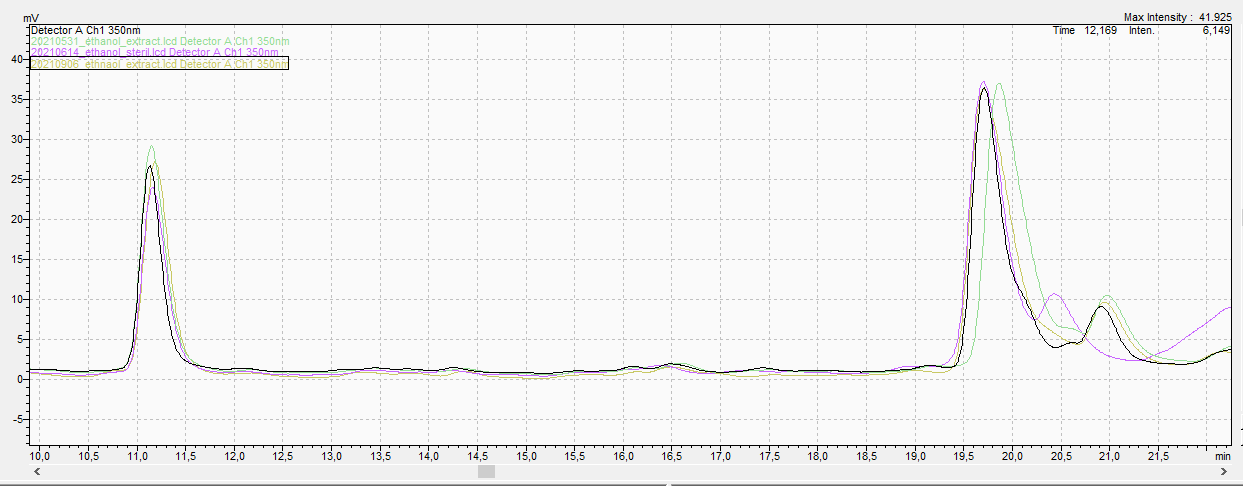 mV
Max Intensity : 41.925
Detector A Ch1 350nm
Time 12,169 Inten. 6,149
20210531_ethanol_extract.lcd Detector A Ch1 350nm
20210614_ethanol_steril.lcd Detector A Ch1 350nm
20210906_ethnaol_extract.lcd Detector A Ch1 350nm
40
35
30
25
20
15
10
5
0
-5
10,0 10,5 11,0 11,5 12,0 12,5 13,0 13,5 14,0 14,5 15,0 15,5 16,0 16,5 17,0 17,5 18,0 18,5 19,0 19,5 20,0 20,5 21,0 21,5 min